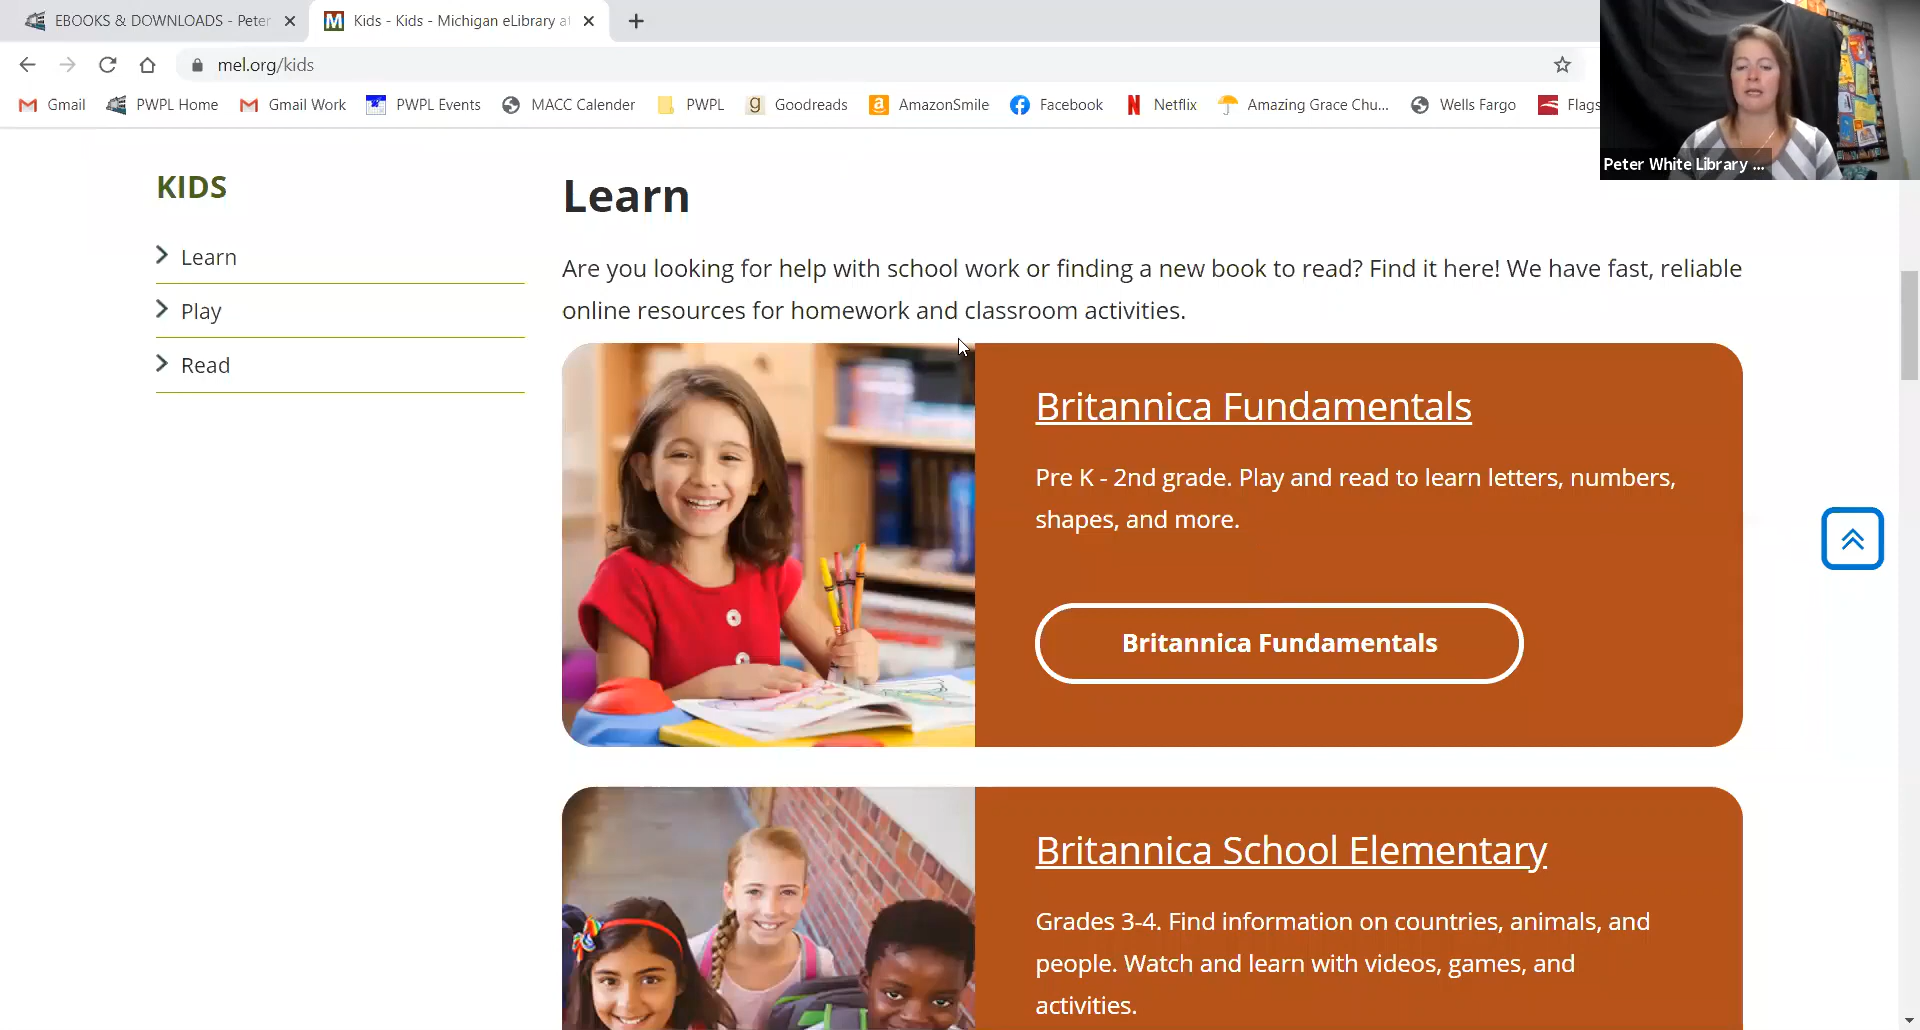 EBOOKS & DOWNLOADS - Peter
Kids - Kids - Michigan eLibrary at
mel.org/kids
Gmail
PWPL Home
Gmail Work
PWPL Events
MACC Calender
PWPL
Goodreads
AmazonSmile
Facebook
Netflix
Amazing Grace Chu...
Wells Fargo
Flags
Peter White Library ...
KIDS
Learn
Play
Read
Learn
Are you looking for help with school work or finding a new book to read? Find it here! We have fast, reliable
online resources for homework and classroom activities.
Britannica Fundamentals
Pre K - 2nd grade. Play and read to learn letters, numbers,
shapes, and more.
Britannica Fundamentals
Britannica School Elementary
Grades 3-4. Find information on countries, animals, and
people. Watch and learn with videos, games, and
activities.